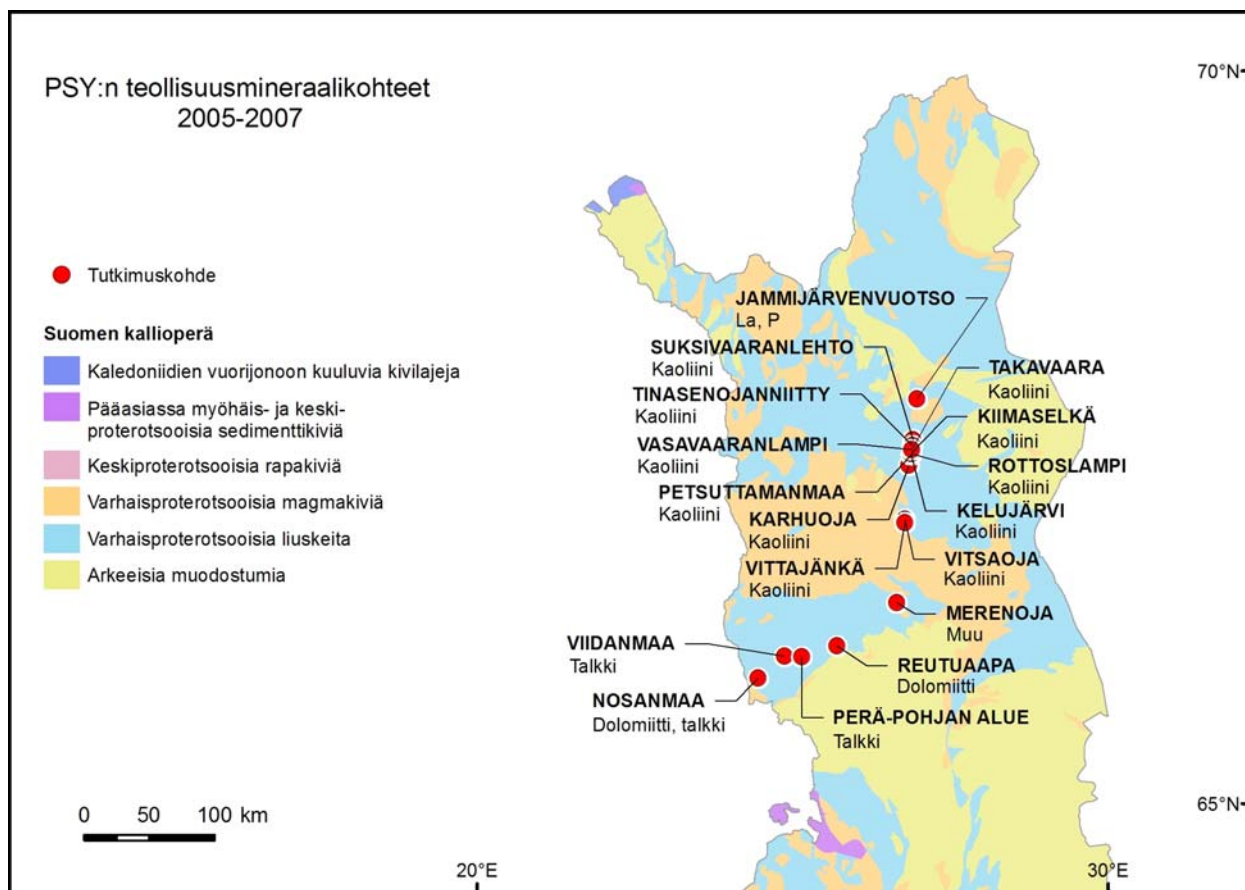 PSY:n teollisuusmineraalikohteet
2005-2007
70°N
Tutkimuskohde
Suomen kallioperä
Kaledoniidien vuorijonoon kuuluvia kivilajeja
Pääasiassa myöhäis- ja keski-
proterotsooisia sedimenttikiviä
Keskiproterotsooisia rapakiviä
Varhaisproterotsooisia magmakiviä
Varhaisproterotsooisia liuskeita
Arkeeisia muodostumia
JAMMIJÄRVENVUOTSO
La, P
SUKSIVAARANLEHTO
Kaoliini
TINASENOJANNIITTY
Kaoliini
VASAVAARANLAMPI
Kaoliini
PETSUTTAMANMAA
Kaoliini
KARHUOJA
Kaoliini
VITTAJÄNKÄ
Kaoliini
TAKAVAARA
Kaoliini
KIIMASELKÄ
Kaoliini
ROTTOSLAMPI
Kaoliini
KELUJÄRVI
Kaoliini
VITSAOJA
Kaoliini
MERENOJA
Muu
VIIDANMAA
Talkki
NOSANMAA
Dolomiitti, talkki
REUTUAAPA
Dolomiitti
PERÄ-POHJAN ALUE
Talkki
0 50 100 km
65°N
20°E
30°E